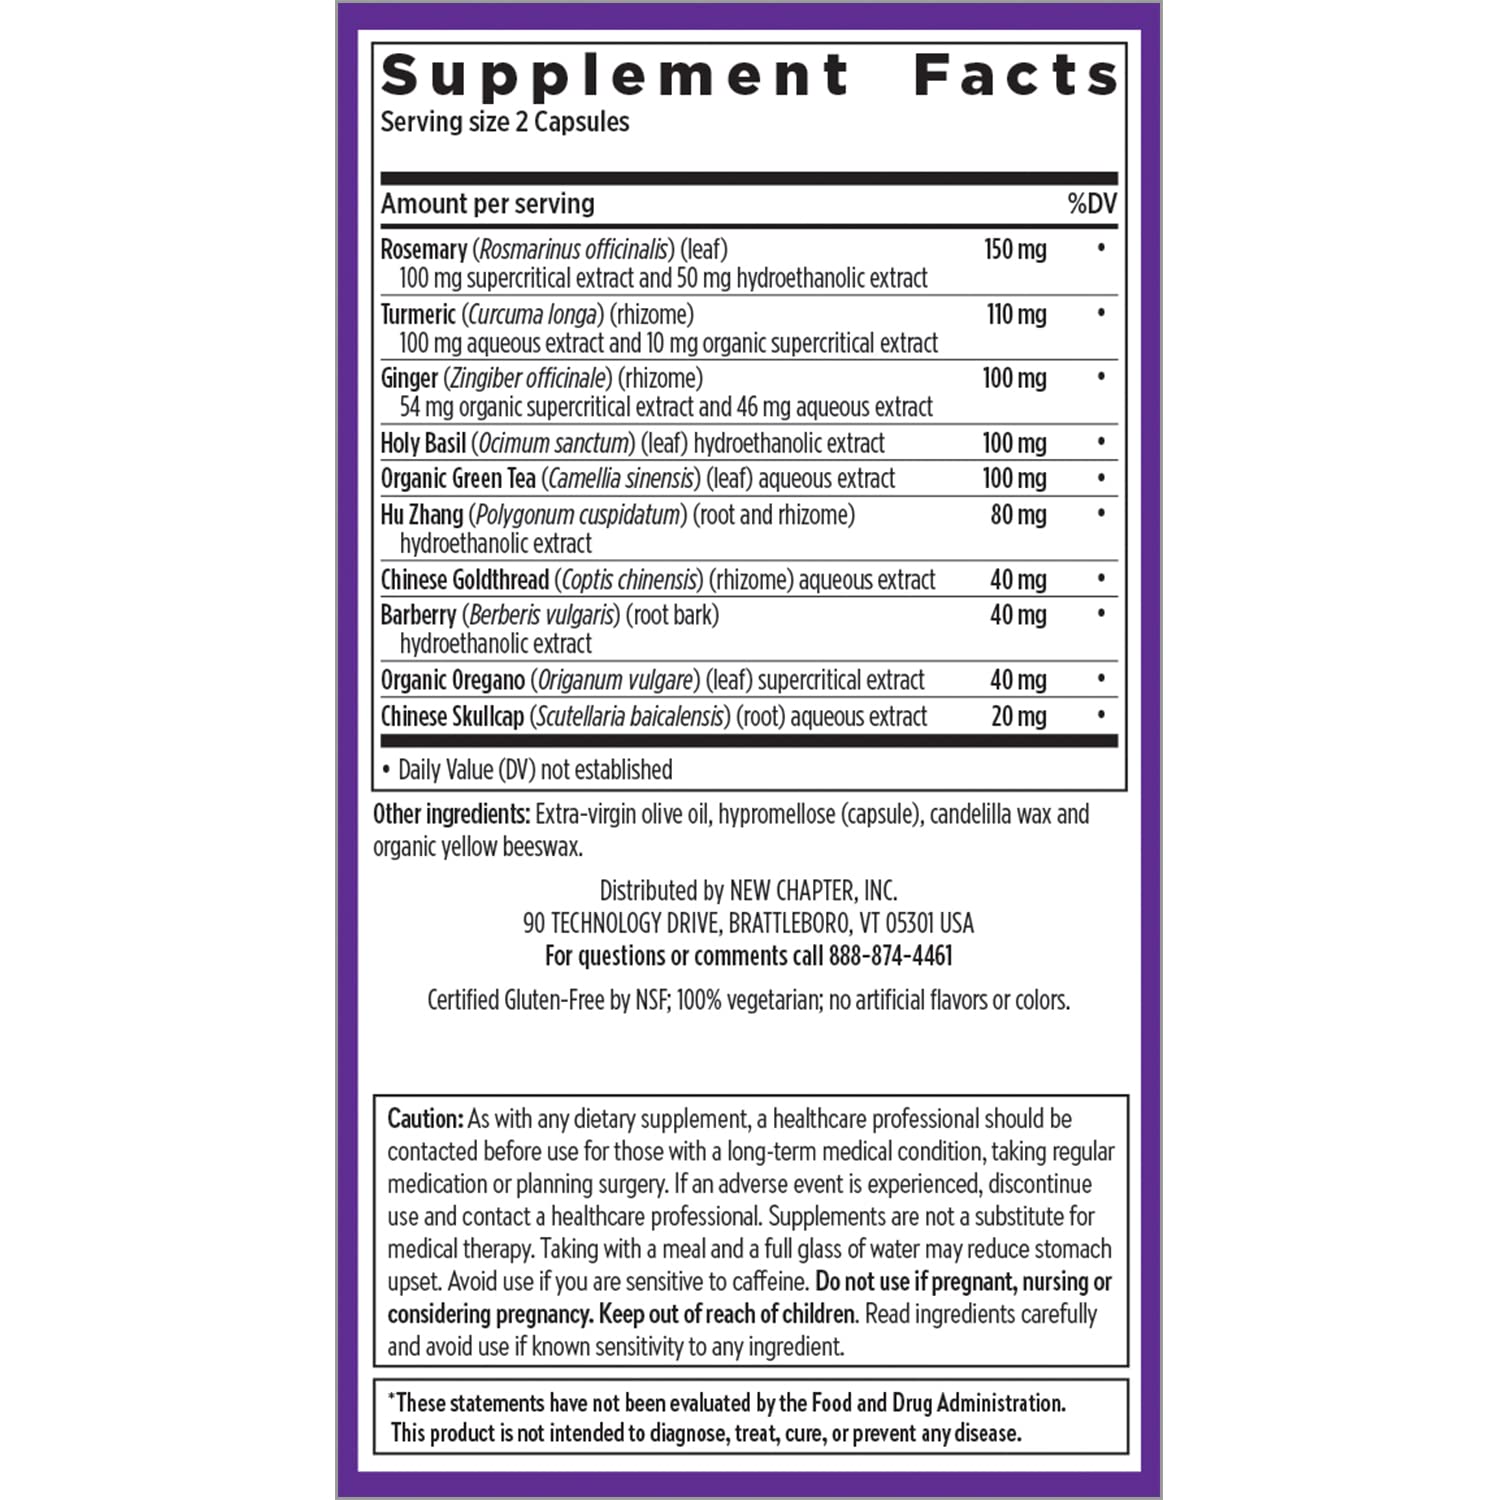 Supplement Facts
Serving size 2 Capsules
Amount per serving %DV
Rosemary (Rosmarinus officinalis) (leaf) 150 mg •
100 mg supercritical extract and 50 mg hydroethanolic extract
Turmeric (Curcuma longa) (rhizome) 110 mg •
100 mg aqueous extract and 10 mg organic supercritical extract
Ginger (Zingiber officinale) (rhizome) 100 mg •
54 mg organic supercritical extract and 46 mg aqueous extract
Holy Basil (Ocimum sanctum) (leaf) hydroethanolic extract 100 mg •
Organic Green Tea (Camellia sinensis) (leaf) aqueous extract 100 mg •
Hu Zhang (Polygonum cuspidatum) (root and rhizome) 80 mg •
hydroethanolic extract
Chinese Goldthread (Coptis chinensis) (rhizome) aqueous extract 40 mg •
Barberry (Berberis vulgaris) (root bark) 40 mg •
hydroethanolic extract
Organic Oregano (Origanum vulgare) (leaf) supercritical extract 40 mg •
Chinese Skullcap (Scutellaria baicalensis) (root) aqueous extract 20 mg •
• Daily Value (DV) not established
Other ingredients: Extra-virgin olive oil, hypromellose (capsule), candelilla wax and
organic yellow beeswax.
Distributed by NEW CHAPTER, INC.
90 TECHNOLOGY DRIVE, BRATTLEBORO, VT 05301 USA
For questions or comments call 888-874-4461
Certified Gluten-Free by NSF; 100% vegetarian; no artificial flavors or colors.
Caution: As with any dietary supplement, a healthcare professional should be
contacted before use for those with a long-term medical condition, taking regular
medication or planning surgery. If an adverse event is experienced, discontinue
use and contact a healthcare professional. Supplements are not a substitute for
medical therapy. Taking with a meal and a full glass of water may reduce stomach
upset. Avoid use if you are sensitive to caffeine. Do not use if pregnant, nursing or
considering pregnancy. Keep out of reach of children. Read ingredients carefully
and avoid use if known sensitivity to any ingredient.
*These statements have not been evaluated by the Food and Drug Administration.
This product is not intended to diagnose, treat, cure, or prevent any disease.